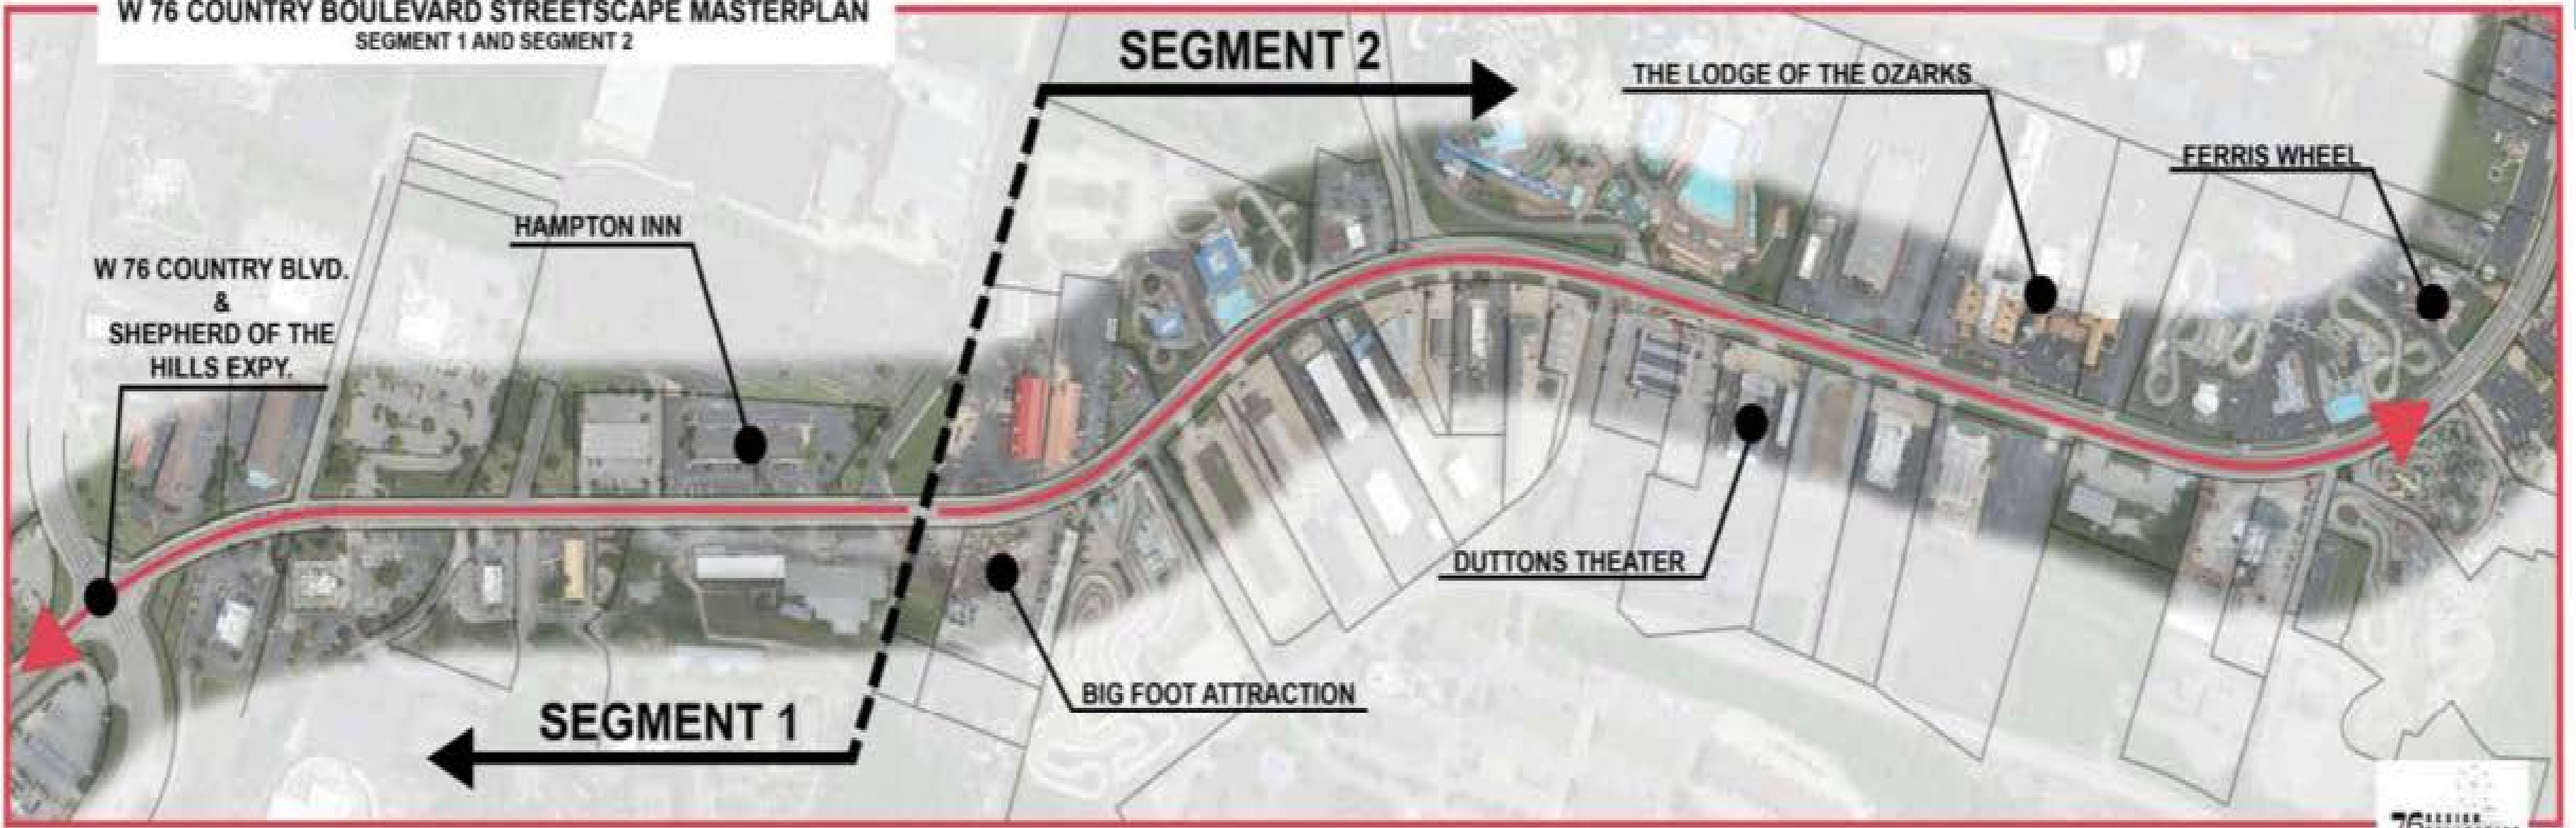 W 76 COUNTRY BOULEVARD STREETSCAPE MASTERPLAN
SEGMENT 1 AND SEGMENT 2
SEGMENT 2
THE LODGE OF THE OZARKS
FERRIS WHEEL
HAMPTON INN
W 76 COUNTRY BLVD.
&
SHEPHERD OF THE
HILLS EXPY.
DUTTONS THEATER
BIG FOOT ATTRACTION
SEGMENT 1
76